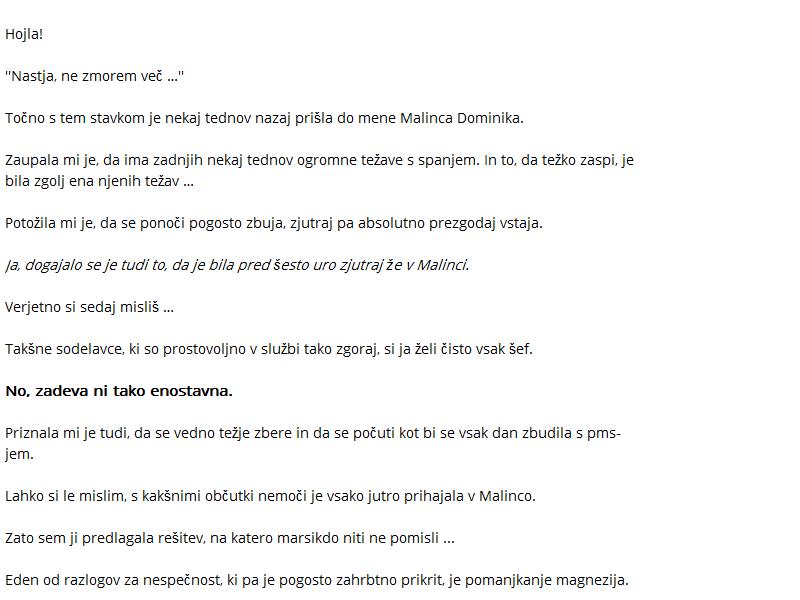 Hojla!
"Nastja, ne zmorem več ..."
Točno s tem stavkom je nekaj tednov nazaj prišla do mene Malinca Dominika.
Zaupala mi je, da ima zadnjih nekaj tednov ogromne težave s spanjem. In to, da težko zaspi, je
bila zgolj ena njenih težav ...
Potožila mi je, da se ponoči pogosto zbuja, zjutraj pa absolutno prezgodaj vstaja.
Ja, dogajalo se je tudi to, da je bila pred šesto uro zjutraj že v Malinci.
Verjetno si sedaj misliš ...
Takšne sodelavce, ki so prostovoljno v službi tako zgoraj, si ja želi čisto vsak šef.
No, zadeva ni tako enostavna.
Priznala mi je tudi, da se vedno težje zbere in da se počuti kot bi se vsak dan zbudila s pms-
jem.
Lahko si le mislim, s kakšnimi občutki nemoči je vsako jutro prihajala v Malinco.
Zato sem ji predlagala rešitev, na katero marsikdo niti ne pomisli ...
Eden od razlogov za nespečnost, ki pa je pogosto zahrbtno prikrit, je pomanjkanje magnezija.